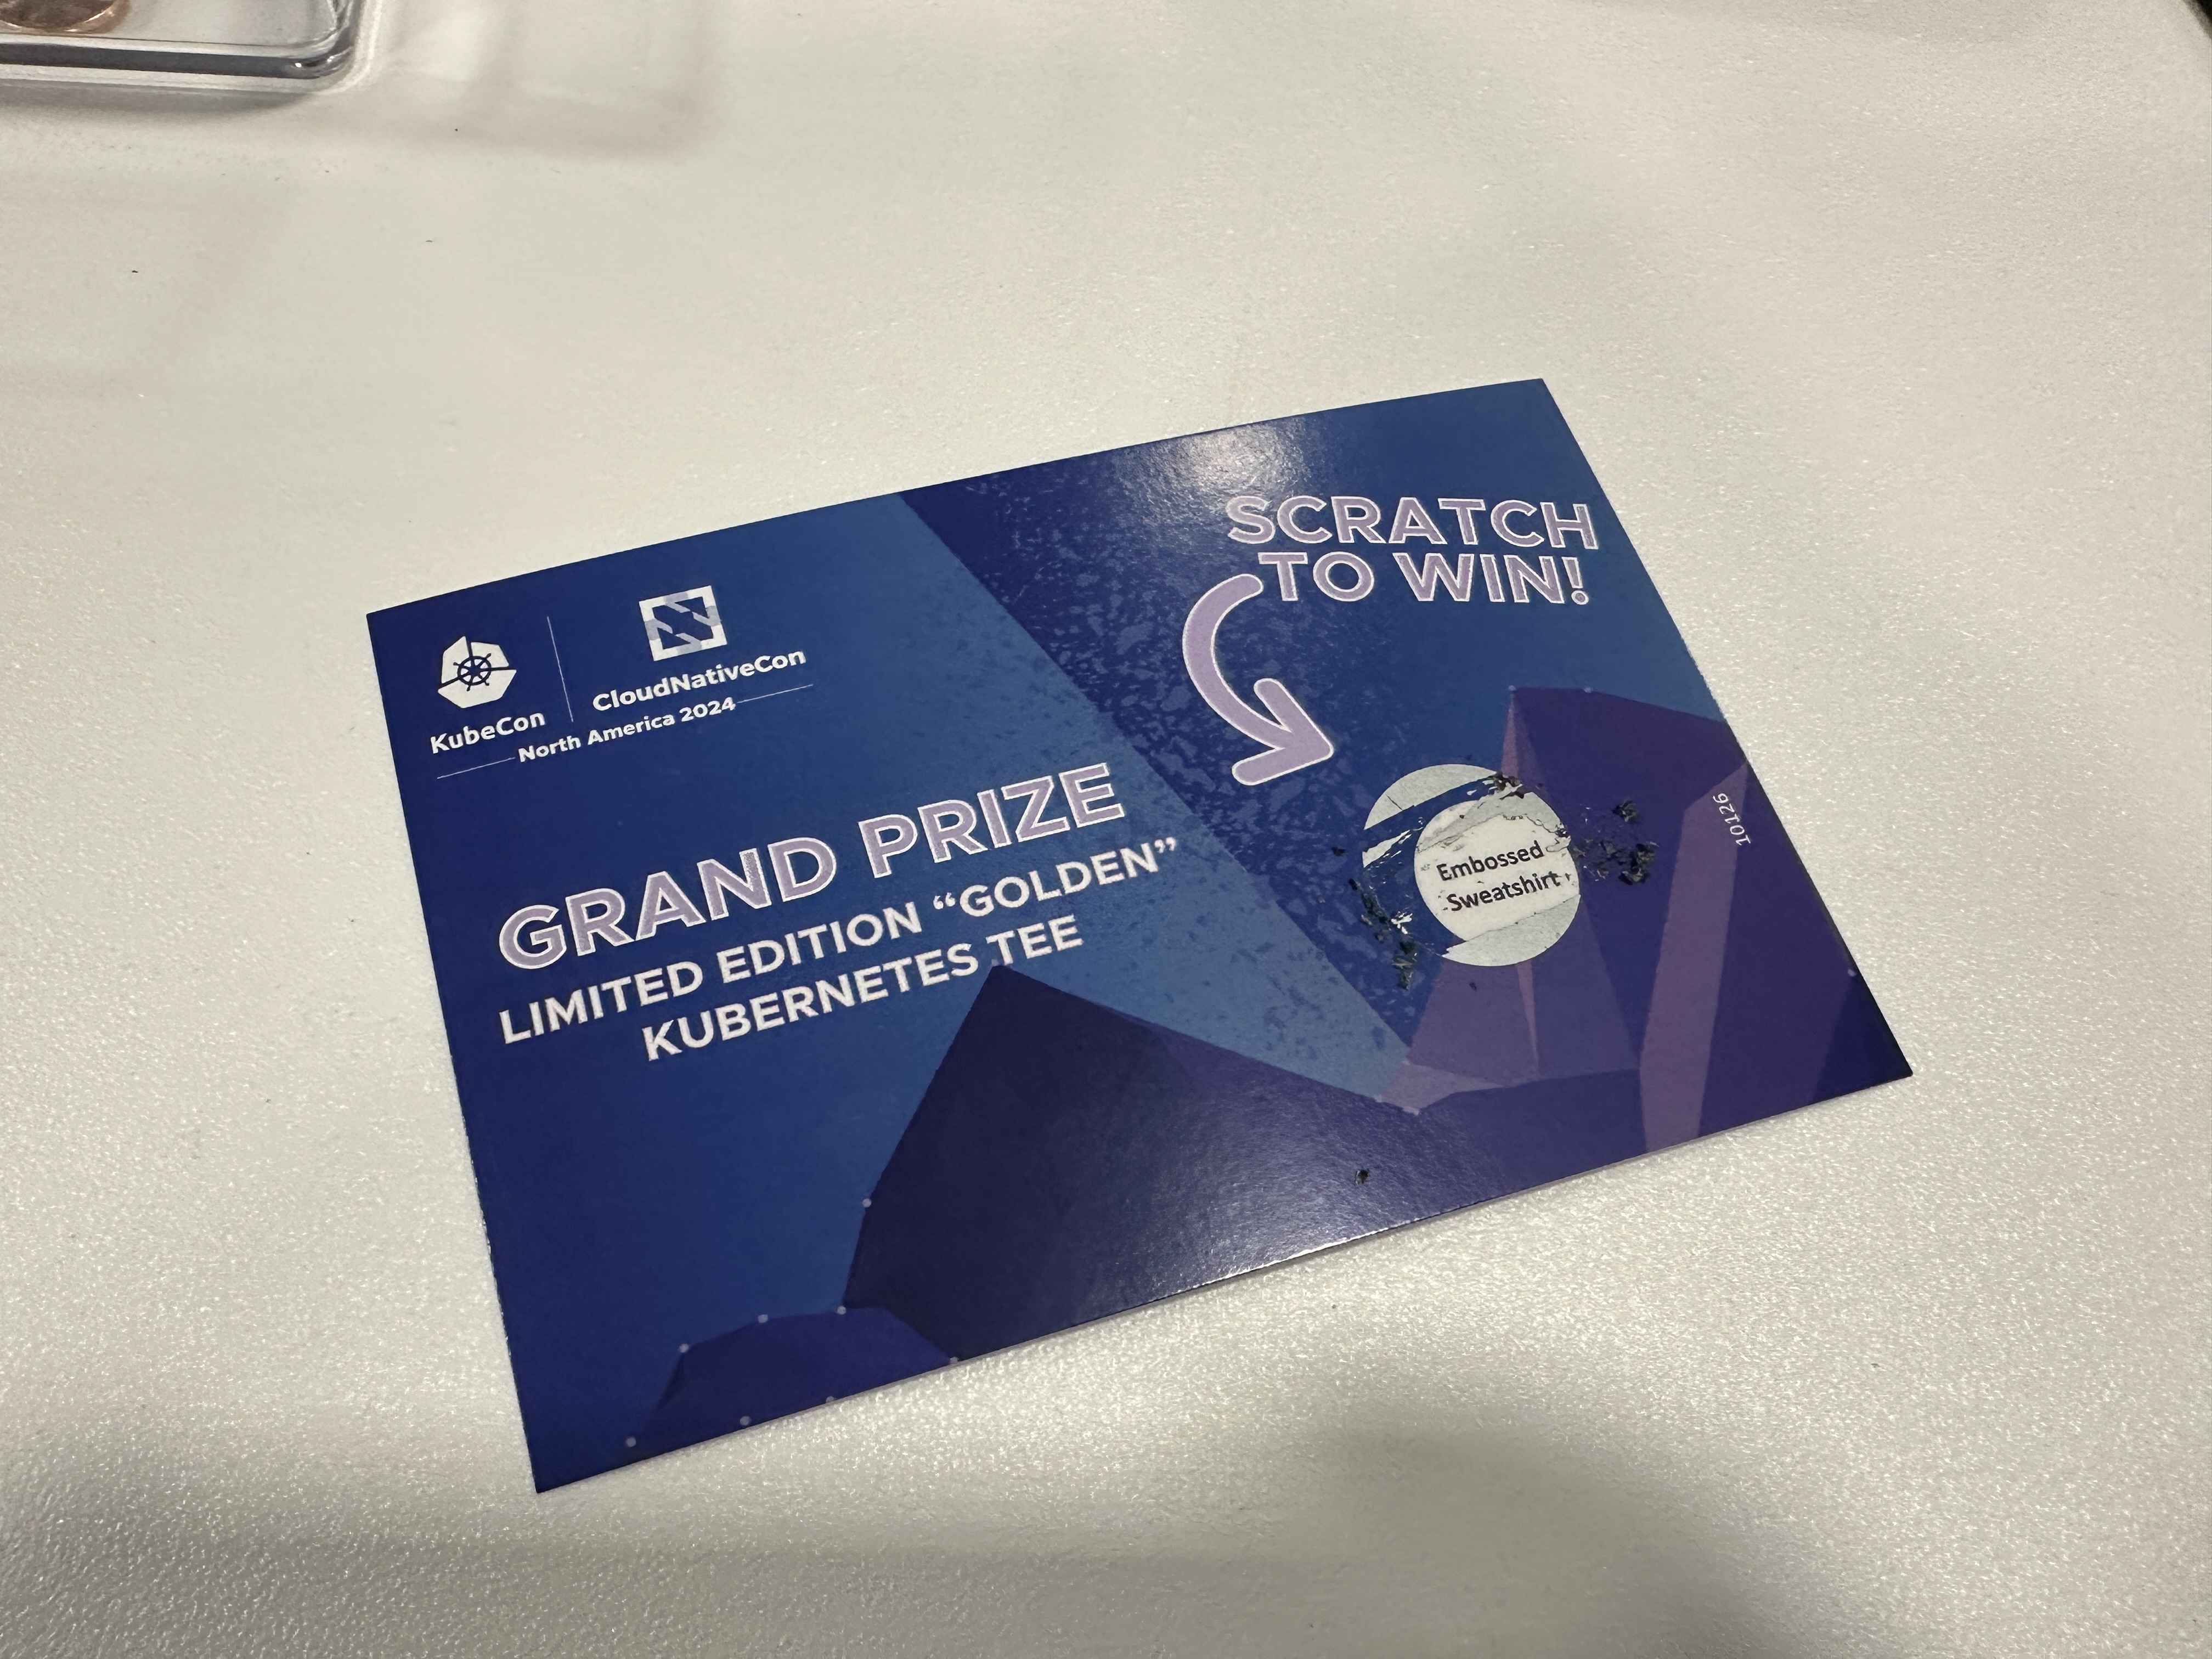 KubeCon
CloudNativeCon
North America 2024
SCRATCH
TO WIN!
GRAND PRIZE
LIMITED EDITION “GOLDEN”
KUBERNETES TEE
Embossed
Sweatshirt
10126